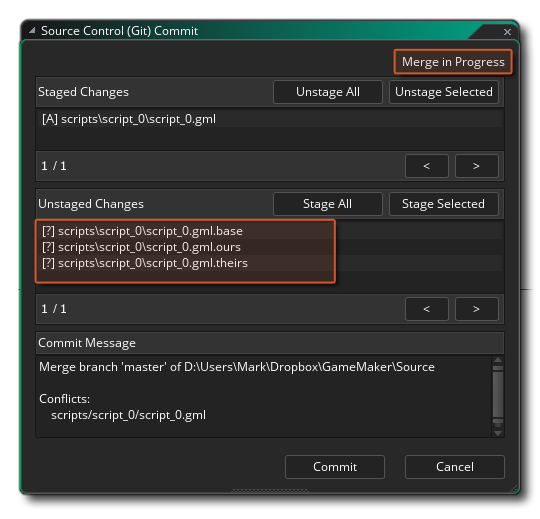 Source Control (Git) Commit
Merge in Progress
Staged Changes Unstage All Unstage Selected
[A] scripts\script_0\script_0.gml
1 / 1 < >
Unstaged Changes Stage All Stage Selected
[?] scripts\script_0\script_0.gml.base
[?] scripts\script_0\script_0.gml.ours
[?] scripts\script_0\script_0.gml.theirs
1 / 1 < >
Commit Message
Merge branch 'master' of D:\Users\Mark\Dropbox\GameMaker\Source
Conflicts:
scripts/script_0/script_0.gml
Commit Cancel